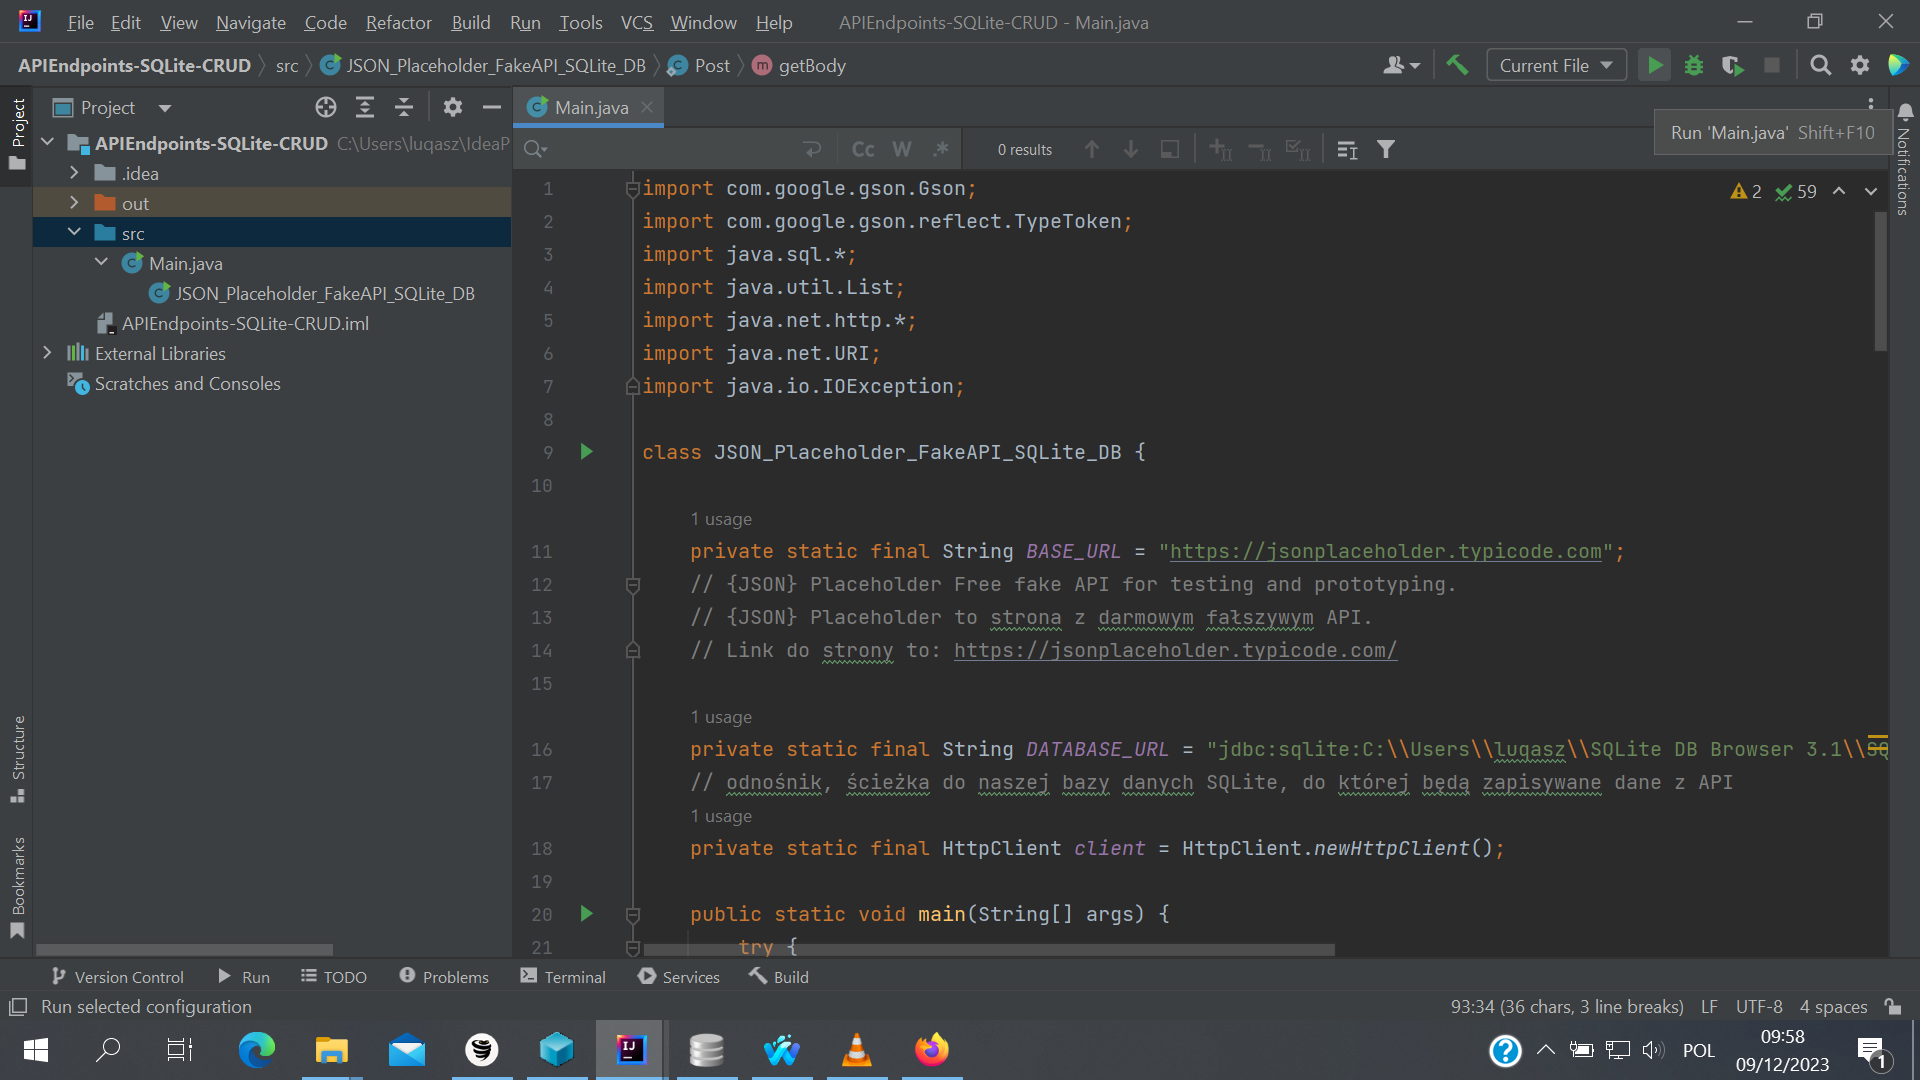 File Edit View Navigate Code Refactor Build Run Tools VCS Window Help APIEndpoints-SQLite-CRUD - Main.java
APIEndpoints-SQLite-CRUD src JSON_Placeholder_FakeAPI_SQLite_DB Post getBody Current File
Project Main.java
Run 'Main.java' Shift+F10
Cc W .* 0 results
Project
APIEndpoints-SQLite-CRUD C:\Users\luqasz\IdeaP
.idea
out
src
Main.java
JSON_Placeholder_FakeAPI_SQLite_DB
APIEndpoints-SQLite-CRUD.iml
External Libraries
Scratches and Consoles
Structure
Bookmarks
Notifications
2 59
1 import com.google.gson.Gson;
2 import com.google.gson.reflect.TypeToken;
3 import java.sql.*;
4 import java.util.List;
5 import java.net.http.*;
6 import java.net.URI;
7 import java.io.IOException;
8
9 class JSON_Placeholder_FakeAPI_SQLite_DB {
10
1 usage
11 private static final String BASE_URL = "https://jsonplaceholder.typicode.com";
12 // {JSON} Placeholder Free fake API for testing and prototyping.
13 // {JSON} Placeholder to strona z darmowym fałszywym API.
14 // Link do strony to: https://jsonplaceholder.typicode.com/
15
1 usage
16 private static final String DATABASE_URL = "jdbc:sqlite:C:\\Users\\luqasz\\SQLite DB Browser 3.1\\SQ
17 // odnośnik, ścieżka do naszej bazy danych SQLite, do której będą zapisywane dane z API
1 usage
18 private static final HttpClient client = HttpClient.newHttpClient();
19
20 public static void main(String[] args) {
21 try {
Version Control Run TODO Problems Terminal Services Build
Run selected configuration 93:34 (36 chars, 3 line breaks) LF UTF-8 4 spaces
POL 09:58
09/12/2023
1